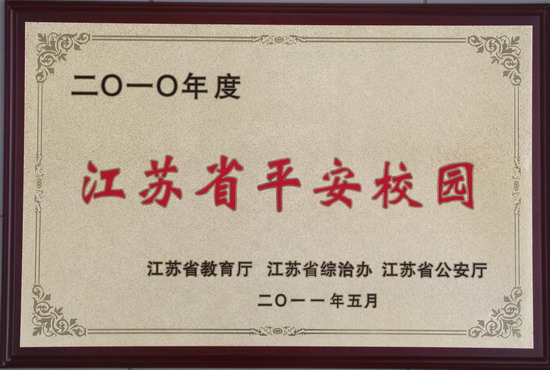 二〇一〇年度
江苏省平安校园
江苏省教育厅 江苏省综治办 江苏省公安厅
二〇一一年五月